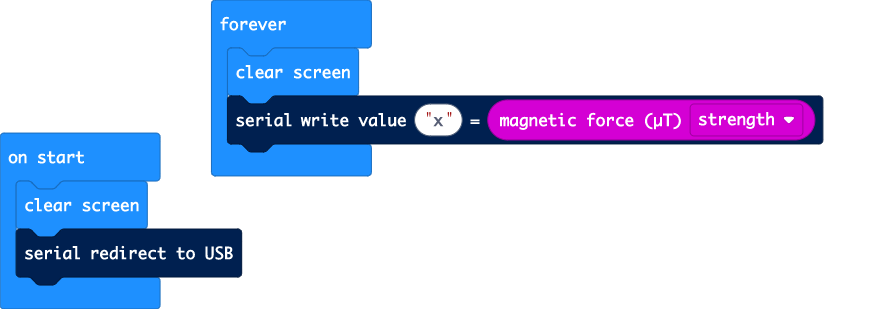 forever
clear screen
serial write value "x" = magnetic force (µT) strength
on start
clear screen
serial redirect to USB